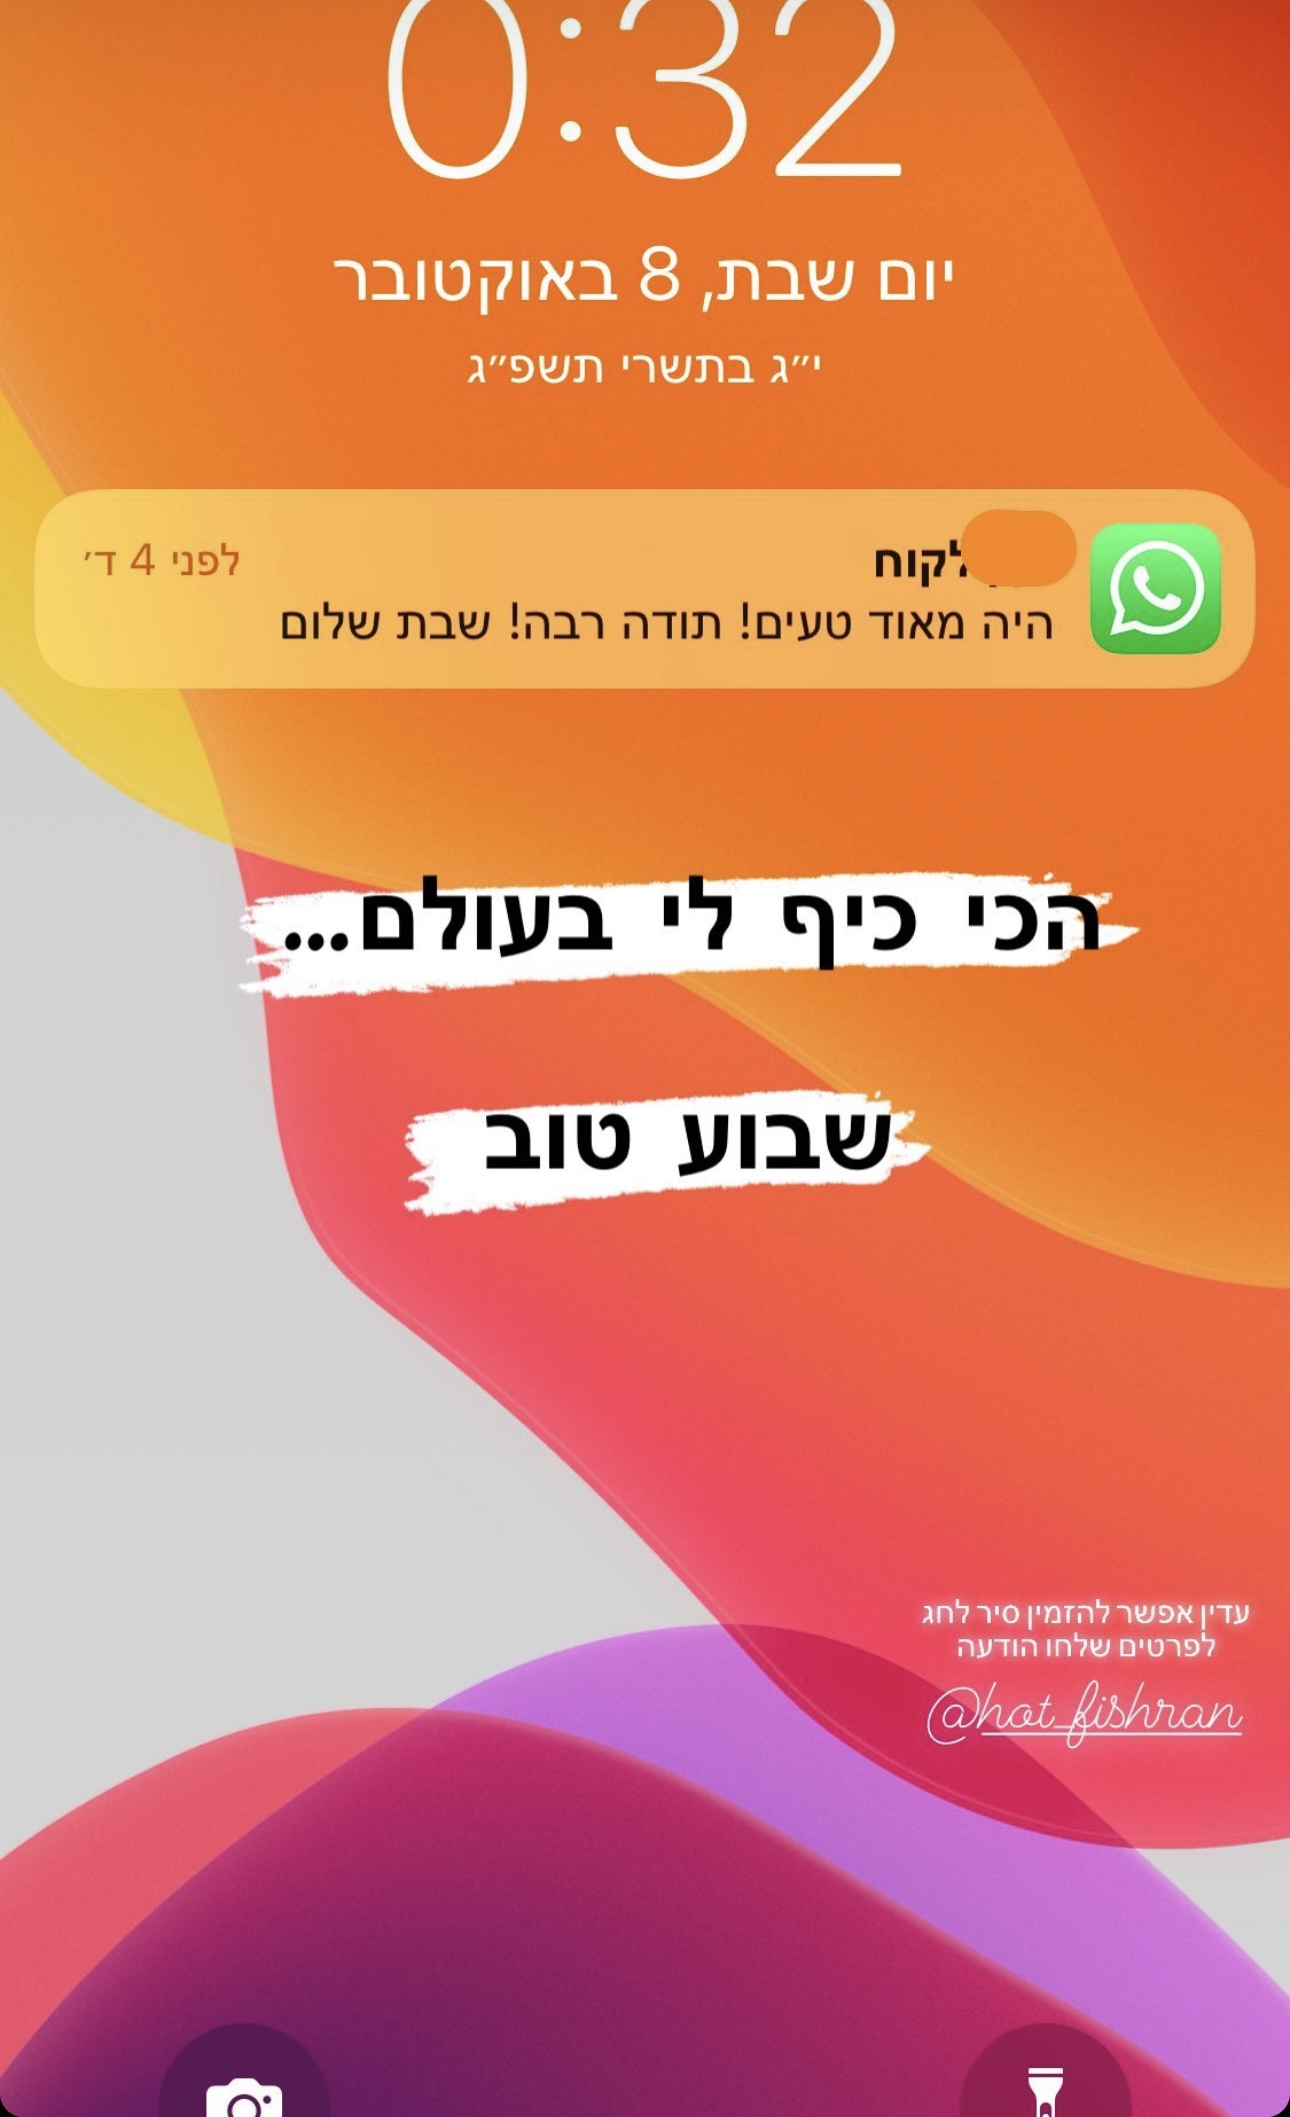 0:32
יום שבת, 8 באוקטובר
י״ג בתשרי תשפ״ג
לקוח
לפני 4 ד׳
היה מאוד טעים! תודה רבה! שבת שלום
הכי כיף לי בעולם...
שבוע טוב
עדין אפשר להזמין סיר לחג
לפרטים שלחו הודעה
@hot_fishran